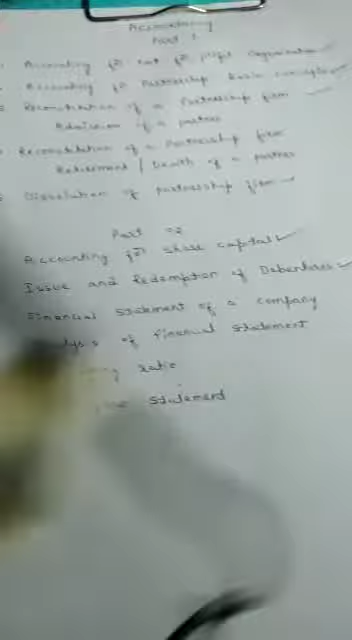 Accountancy
Part 1
Accounting for not for profit organisation
Accounting for Partnership Basic concepts
Reconstitution of a Partnership firm
Admission of a partner
Reconstitution of a Partnership firm
Retirement / Death of a partner
Dissolution of partnership firm
Part 2
Accounting for share capital
Issue and Redemption of Debentures
Financial statement of a company
of financial statement
ratio
statement